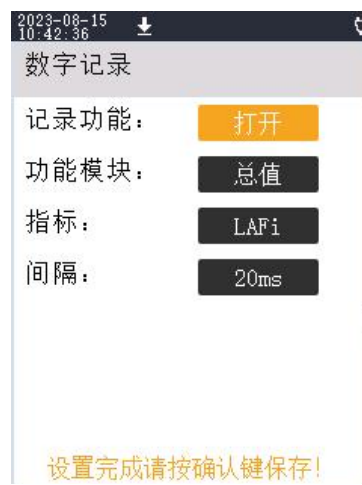 2023-08-15
10:42:36
数字记录
记录功能： 打开
功能模块： 总值
指标： LAFi
间隔： 20ms
设置完成请按确认键保存！